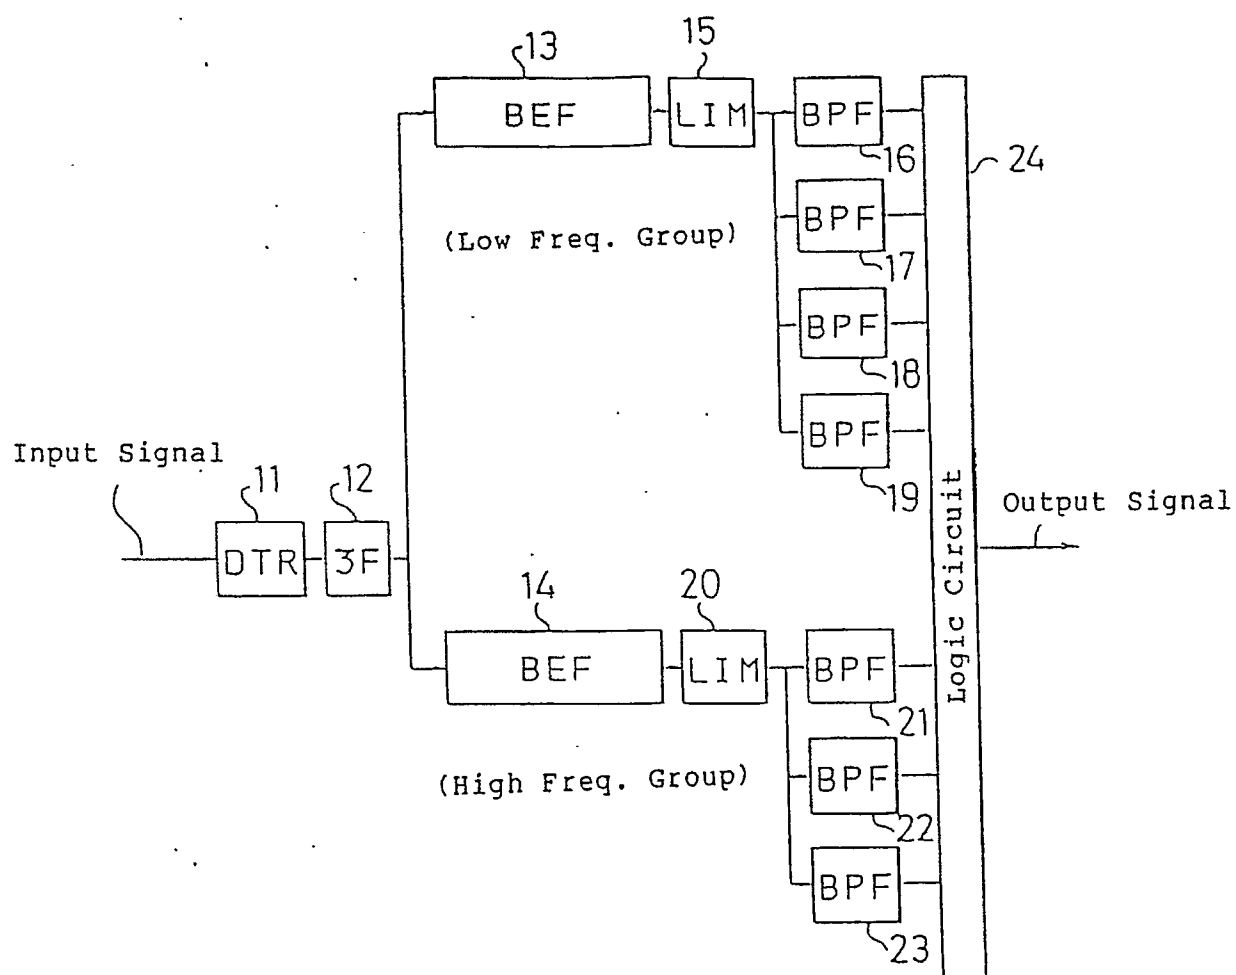 13
BEF
15
LIM
BPF
16
24
BPF
17
(Low Freq. Group)
BPF
18
BPF
19
Input Signal
11
DTR
12
3F
Logic Circuit
Output Signal
14
BEF
20
LIM
BPF
21
(High Freq. Group)
BPF
22
BPF
23